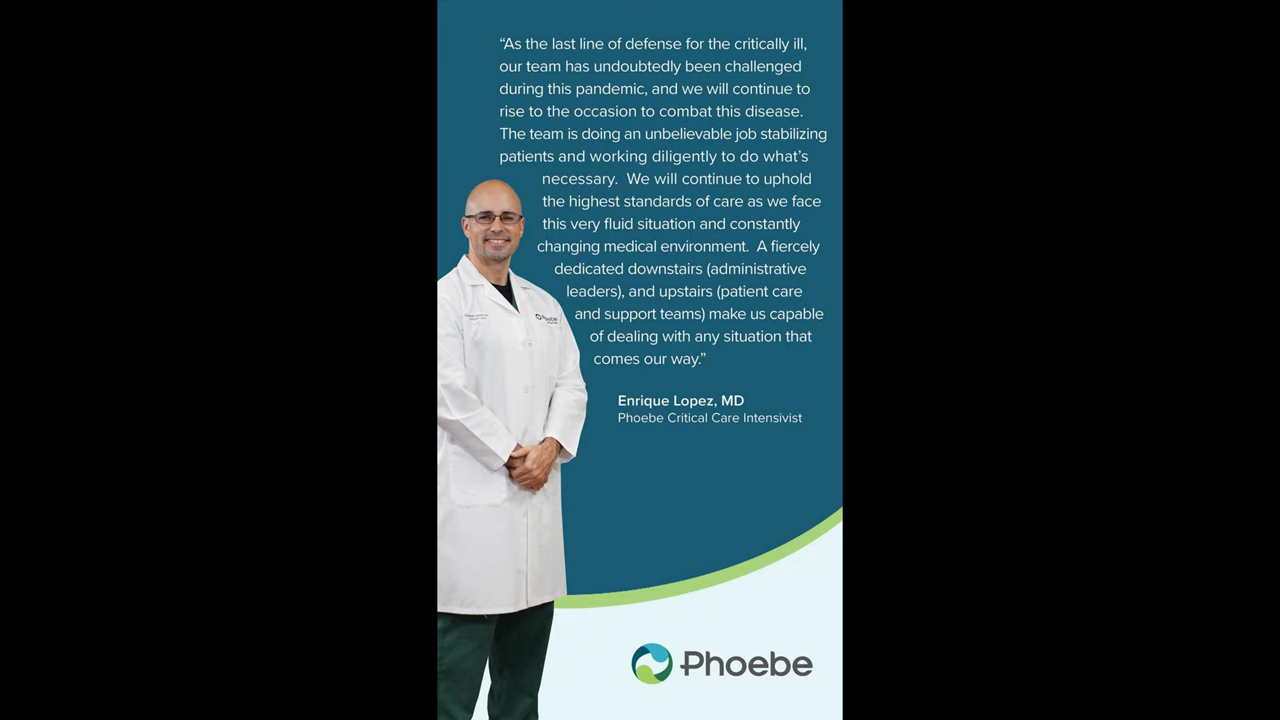 “As the last line of defense for the critically ill,
our team has undoubtedly been challenged
during this pandemic, and we will continue to
rise to the occasion to combat this disease.
The team is doing an unbelievable job stabilizing
patients and working diligently to do what’s
necessary.  We will continue to uphold
the highest standards of care as we face
this very fluid situation and constantly
changing medical environment.  A fiercely
dedicated downstairs (administrative
leaders), and upstairs (patient care
and support teams) make us capable
of dealing with any situation that
comes our way.”
Enrique Lopez, MD
Phoebe Critical Care Intensivist
Phoebe
Phoebe